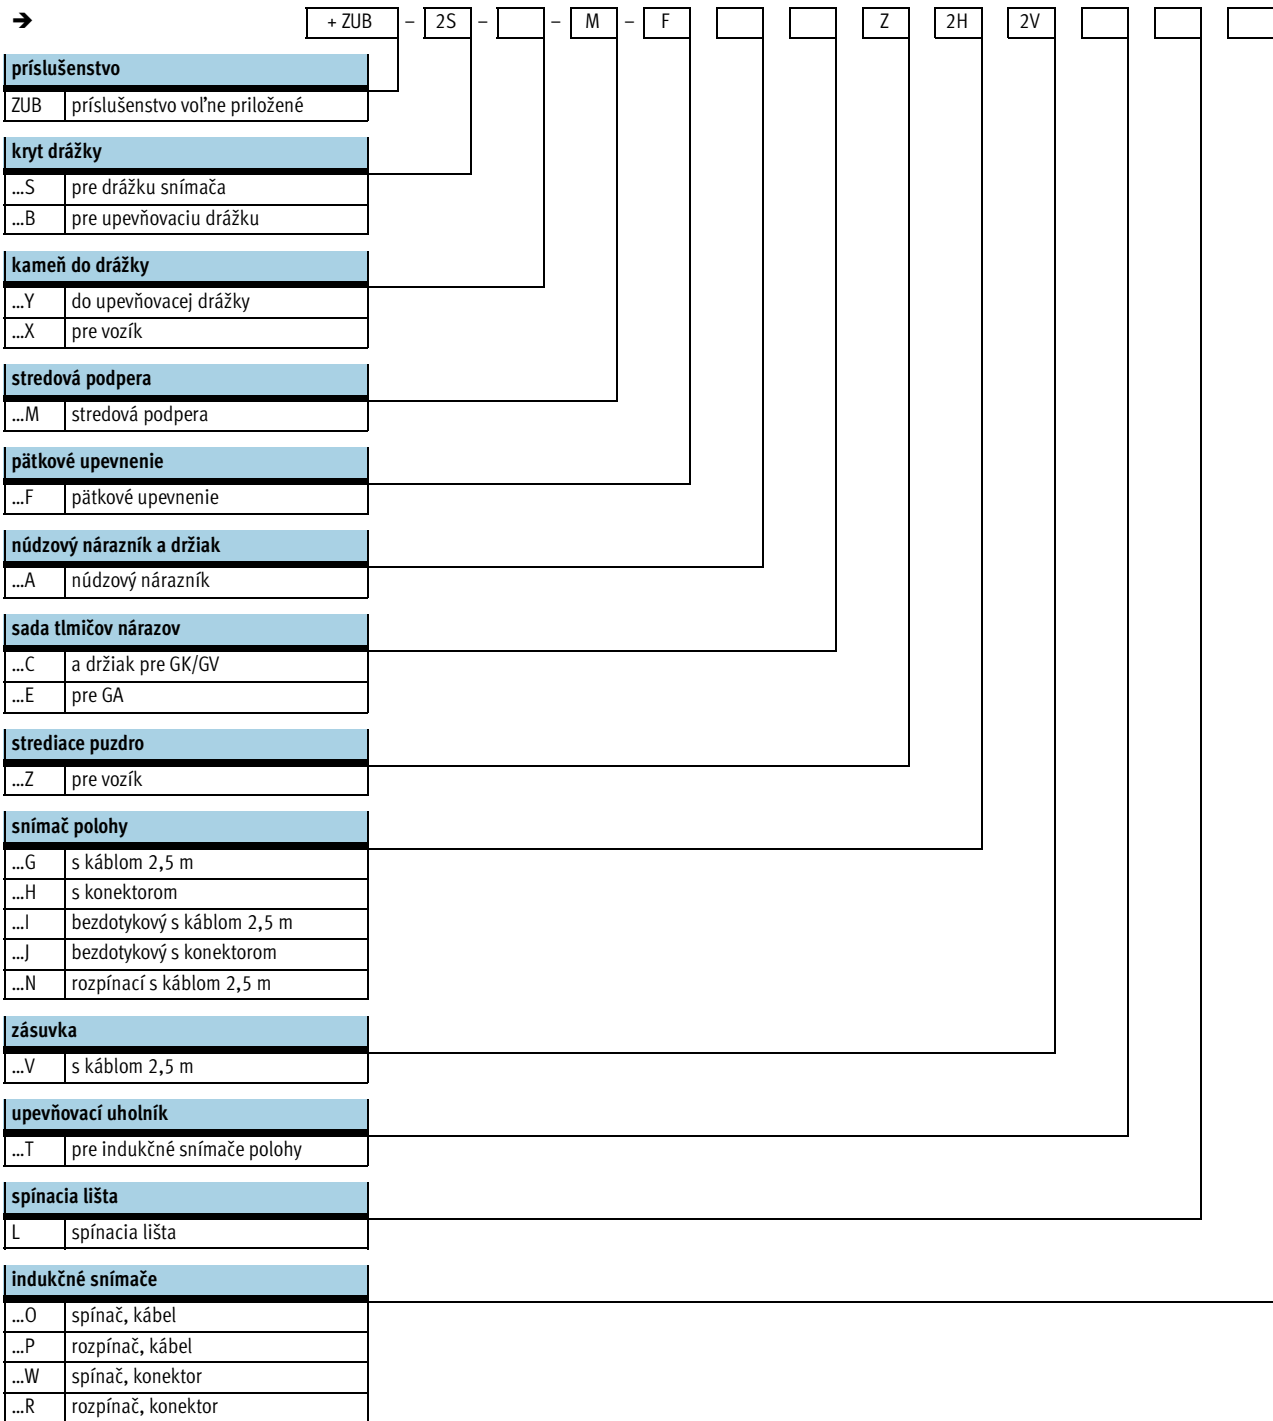 ➔ + ZUB – 2S – – M – F Z 2H 2V
príslušenstvo
ZUB príslušenstvo voľne priložené
kryt drážky
...S pre drážku snímača
...B pre upevňovaciu drážku
kameň do drážky
...Y do upevňovacej drážky
...X pre vozík
stredová podpera
...M stredová podpera
pätkové upevnenie
...F pätkové upevnenie
núdzový nárazník a držiak
...A núdzový nárazník
sada tlmičov nárazov
...C a držiak pre GK/GV
...E pre GA
strediace puzdro
...Z pre vozík
snímač polohy
...G s káblom 2,5 m
...H s konektorom
...I bezdotykový s káblom 2,5 m
...J bezdotykový s konektorom
...N rozpínací s káblom 2,5 m
zásuvka
...V s káblom 2,5 m
upevňovací uholník
...T pre indukčné snímače polohy
spínacia lišta
L spínacia lišta
indukčné snímače
...O spínač, kábel
...P rozpínač, kábel
...W spínač, konektor
...R rozpínač, konektor